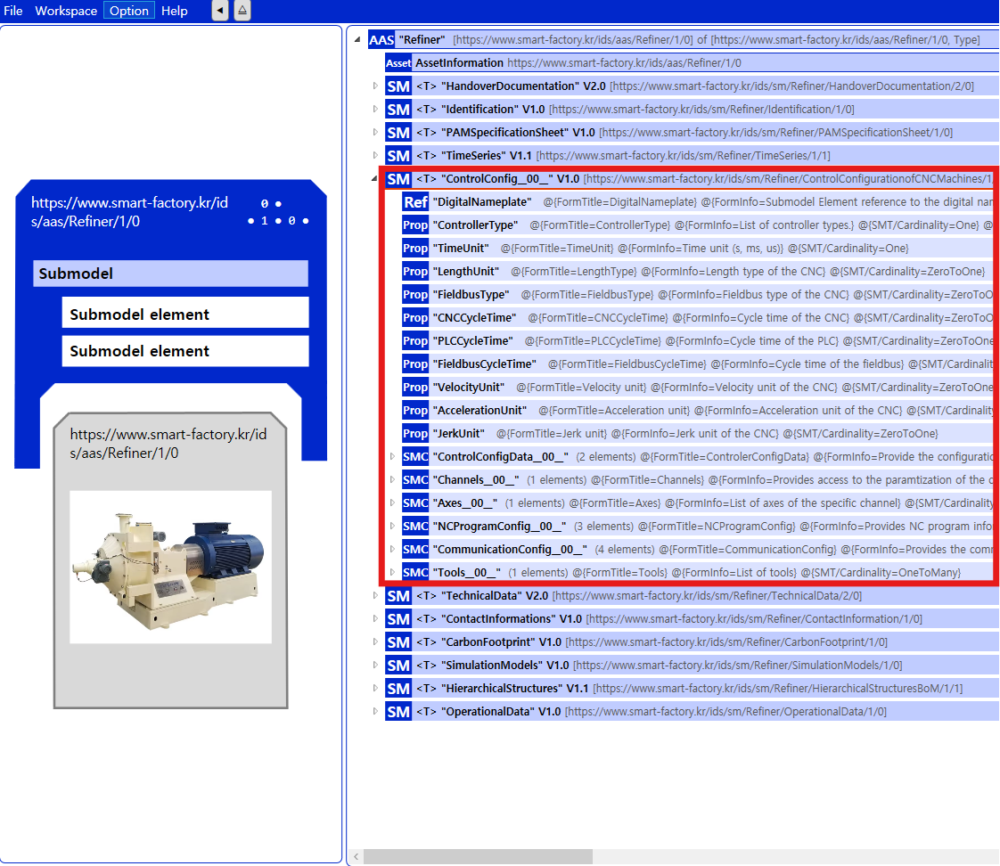 File Workspace Option Help
https://www.smart-factory.kr/id
s/aas/Refiner/1/0
0
1 0
Submodel
Submodel element
Submodel element
https://www.smart-factory.kr/id
s/aas/Refiner/1/0
AAS "Refiner" [https://www.smart-factory.kr/ids/aas/Refiner/1/0] of [https://www.smart-factory.kr/ids/aas/Refiner/1/0, Type]
Asset AssetInformation https://www.smart-factory.kr/ids/aas/Refiner/1/0
SM <T> "HandoverDocumentation" V2.0 [https://www.smart-factory.kr/ids/sm/Refiner/HandoverDocumentation/2/0]
SM <T> "Identification" V1.0 [https://www.smart-factory.kr/ids/sm/Refiner/Identification/1/0]
SM <T> "PAMSpecificationSheet" V1.0 [https://www.smart-factory.kr/ids/sm/Refiner/PAMSpecificationSheet/1/0]
SM <T> "TimeSeries" V1.1 [https://www.smart-factory.kr/ids/sm/Refiner/TimeSeries/1/1]
SM <T> "ControlConfig__00__" V1.0 [https://www.smart-factory.kr/ids/sm/Refiner/ControlConfigurationofCNCMachines/1/
Ref "DigitalNameplate" @{FormTitle=DigitalNameplate} @{FormInfo=Submodel Element reference to the digital nam
Prop "ControllerType" @{FormTitle=ControllerType} @{FormInfo=List of controller types.} @{SMT/Cardinality=One} @
Prop "TimeUnit" @{FormTitle=TimeUnit} @{FormInfo=Time unit (s, ms, us)} @{SMT/Cardinality=One}
Prop "LengthUnit" @{FormTitle=LengthType} @{FormInfo=Length type of the CNC} @{SMT/Cardinality=ZeroToOne}
Prop "FieldbusType" @{FormTitle=FieldbusType} @{FormInfo=Fieldbus type of the CNC} @{SMT/Cardinality=ZeroToO
Prop "CNCCycleTime" @{FormTitle=CNCCycleTime} @{FormInfo=Cycle time of the CNC} @{SMT/Cardinality=ZeroTo
Prop "PLCCycleTime" @{FormTitle=PLCCycleTime} @{FormInfo=Cycle time of the PLC} @{SMT/Cardinality=ZeroToOne
Prop "FieldbusCycleTime" @{FormTitle=FieldbusCycleTime} @{FormInfo=Cycle time of the fieldbus} @{SMT/Cardinali
Prop "VelocityUnit" @{FormTitle=Velocity unit} @{FormInfo=Velocity unit of the CNC} @{SMT/Cardinality=ZeroToOne
Prop "AccelerationUnit" @{FormTitle=Acceleration unit} @{FormInfo=Acceleration unit of the CNC} @{SMT/Cardinality
Prop "JerkUnit" @{FormTitle=Jerk unit} @{FormInfo=Jerk unit of the CNC} @{SMT/Cardinality=ZeroToOne}
SMC "ControlConfigData__00__" (2 elements) @{FormTitle=ControlerConfigData} @{FormInfo=Provide the configuratio
SMC "Channels__00__" (1 elements) @{FormTitle=Channels} @{FormInfo=Provides access to the paramtization of the c
SMC "Axes__00__" (1 elements) @{FormTitle=Axes} @{FormInfo=List of axes of the specific channel} @{SMT/Cardinality
SMC "NCProgramConfig__00__" (3 elements) @{FormTitle=NCProgramConfig} @{FormInfo=Provides NC program info
SMC "CommunicationConfig__00__" (4 elements) @{FormTitle=CommunicationConfig} @{FormInfo=Provides the comm
SMC "Tools__00__" (1 elements) @{FormTitle=Tools} @{FormInfo=List of tools} @{SMT/Cardinality=OneToMany}
SM <T> "TechnicalData" V2.0 [https://www.smart-factory.kr/ids/sm/Refiner/TechnicalData/2/0]
SM <T> "ContactInformations" V1.0 [https://www.smart-factory.kr/ids/sm/Refiner/ContactInformation/1/0]
SM <T> "CarbonFootprint" V1.0 [https://www.smart-factory.kr/ids/sm/Refiner/CarbonFootprint/1/0]
SM <T> "SimulationModels" V1.0 [https://www.smart-factory.kr/ids/sm/Refiner/SimulationModels/1/0]
SM <T> "HierarchicalStructures" V1.1 [https://www.smart-factory.kr/ids/sm/Refiner/HierarchicalStructuresBoM/1/1]
SM <T> "OperationalData" V1.0 [https://www.smart-factory.kr/ids/sm/Refiner/OperationalData/1/0]